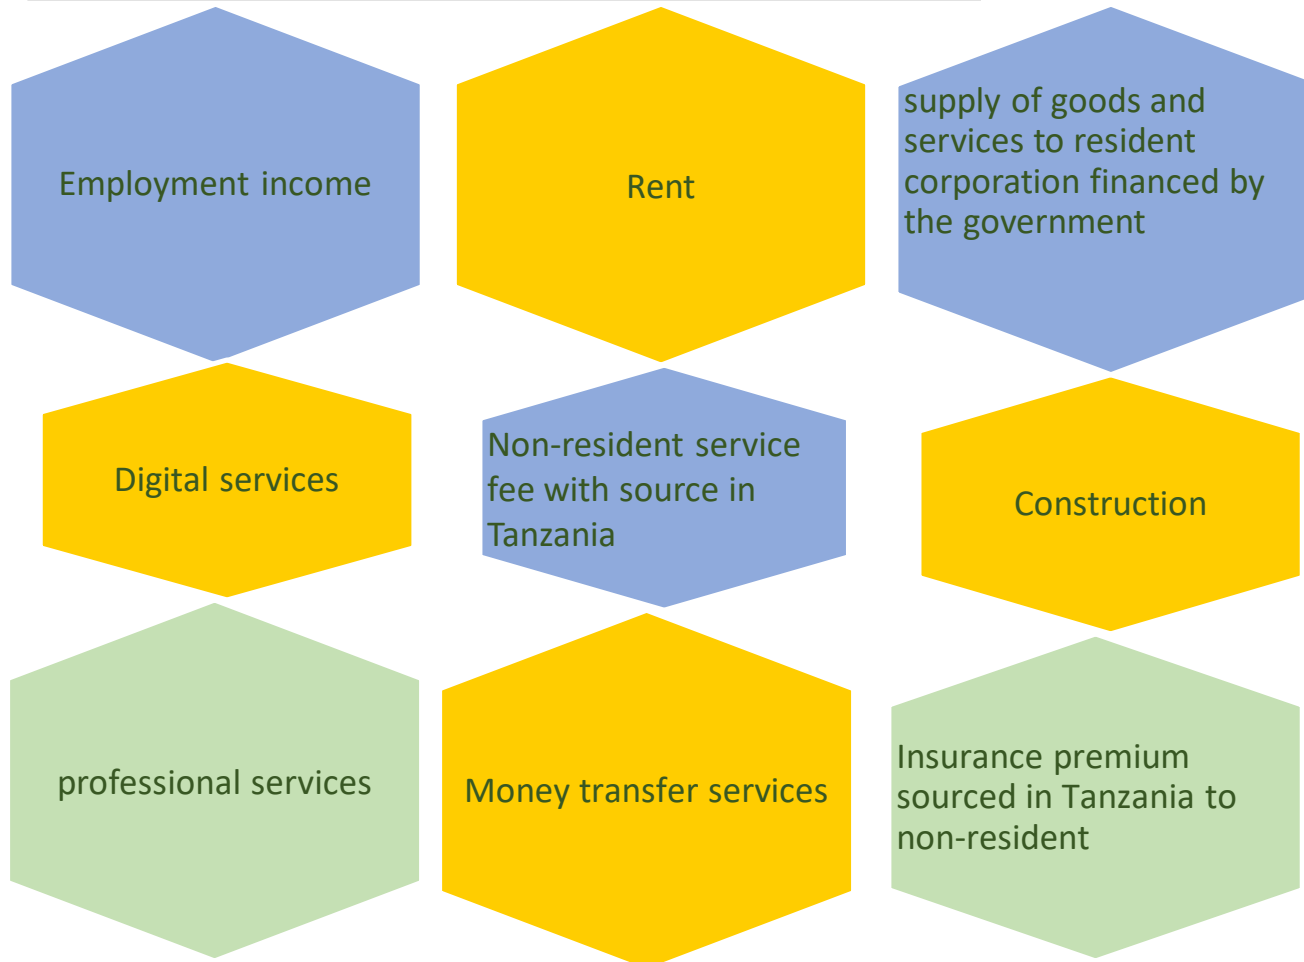 Employment income
Rent
supply of goods and
services to resident
corporation financed by
the government
Digital services
Non-resident service
fee with source in
Tanzania
Construction
professional services
Money transfer services
Insurance premium
sourced in Tanzania to
non-resident